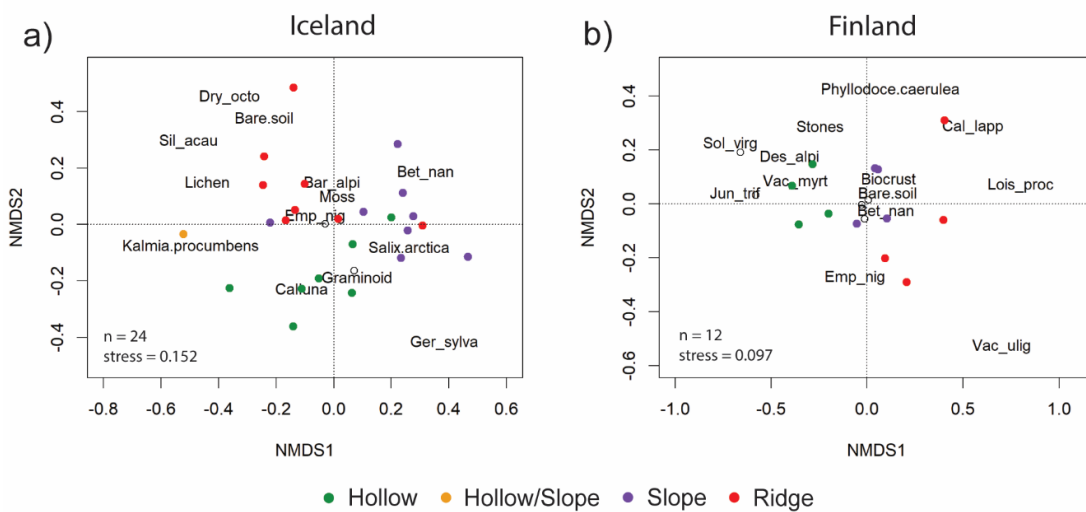 a)
Iceland
Dry_octo
Bare.soil
Sil_acau
Lichen
Bar_alpi
Bet_nan
Moss
Emp_nig
Kalmia.procumbens
Salix.arctica
Graminoid
Calluna
Ger_sylva
n = 24
stress = 0.152
0.4
0.2
0.0
-0.2
-0.4
NMDS2
-0.8 -0.6 -0.4 -0.2 0.0 0.2 0.4 0.6
NMDS1
b)
Finland
Phyllodoce.caerulea
Stones
Cal_lapp
Sol_virg
Des_alpi
Vac_myrt
Biocrust
Lois_proc
Jun_trif
Bare.soil
Bet_nan
Emp_nig
Vac_ulig
n = 12
stress = 0.097
0.4
0.2
0.0
-0.2
-0.4
-0.6
NMDS2
-1.0 -0.5 0.0 0.5 1.0
NMDS1
Hollow Hollow/Slope Slope Ridge